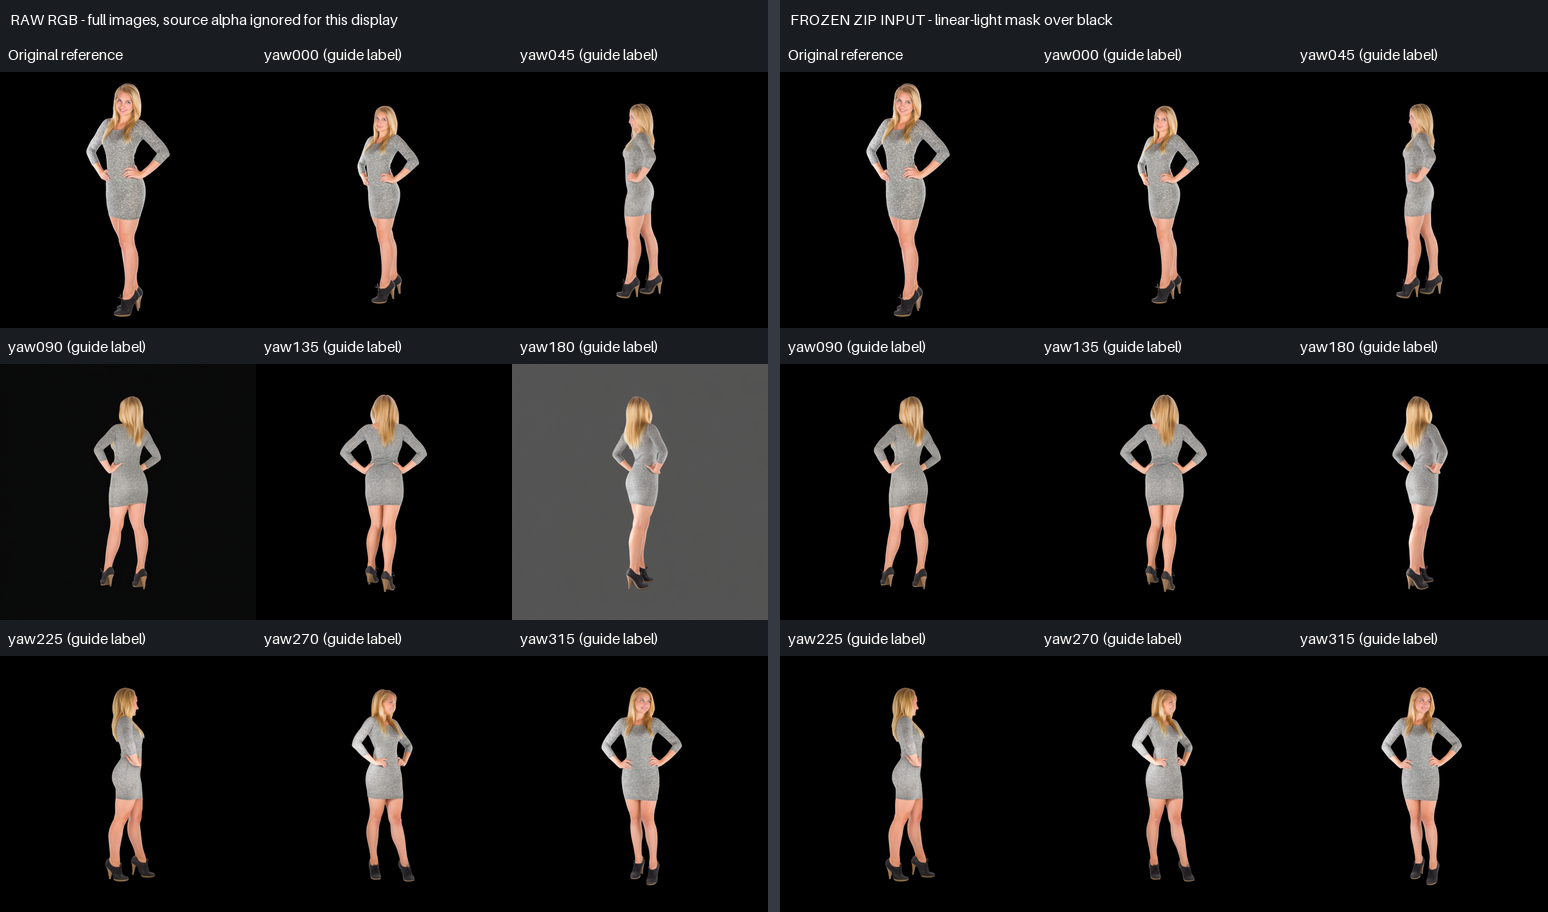 RAW RGB - full images, source alpha ignored for this display
Original reference
yaw000 (guide label)
yaw045 (guide label)
yaw090 (guide label)
yaw135 (guide label)
yaw180 (guide label)
yaw225 (guide label)
yaw270 (guide label)
yaw315 (guide label)
FROZEN ZIP INPUT - linear-light mask over black
Original reference
yaw000 (guide label)
yaw045 (guide label)
yaw090 (guide label)
yaw135 (guide label)
yaw180 (guide label)
yaw225 (guide label)
yaw270 (guide label)
yaw315 (guide label)